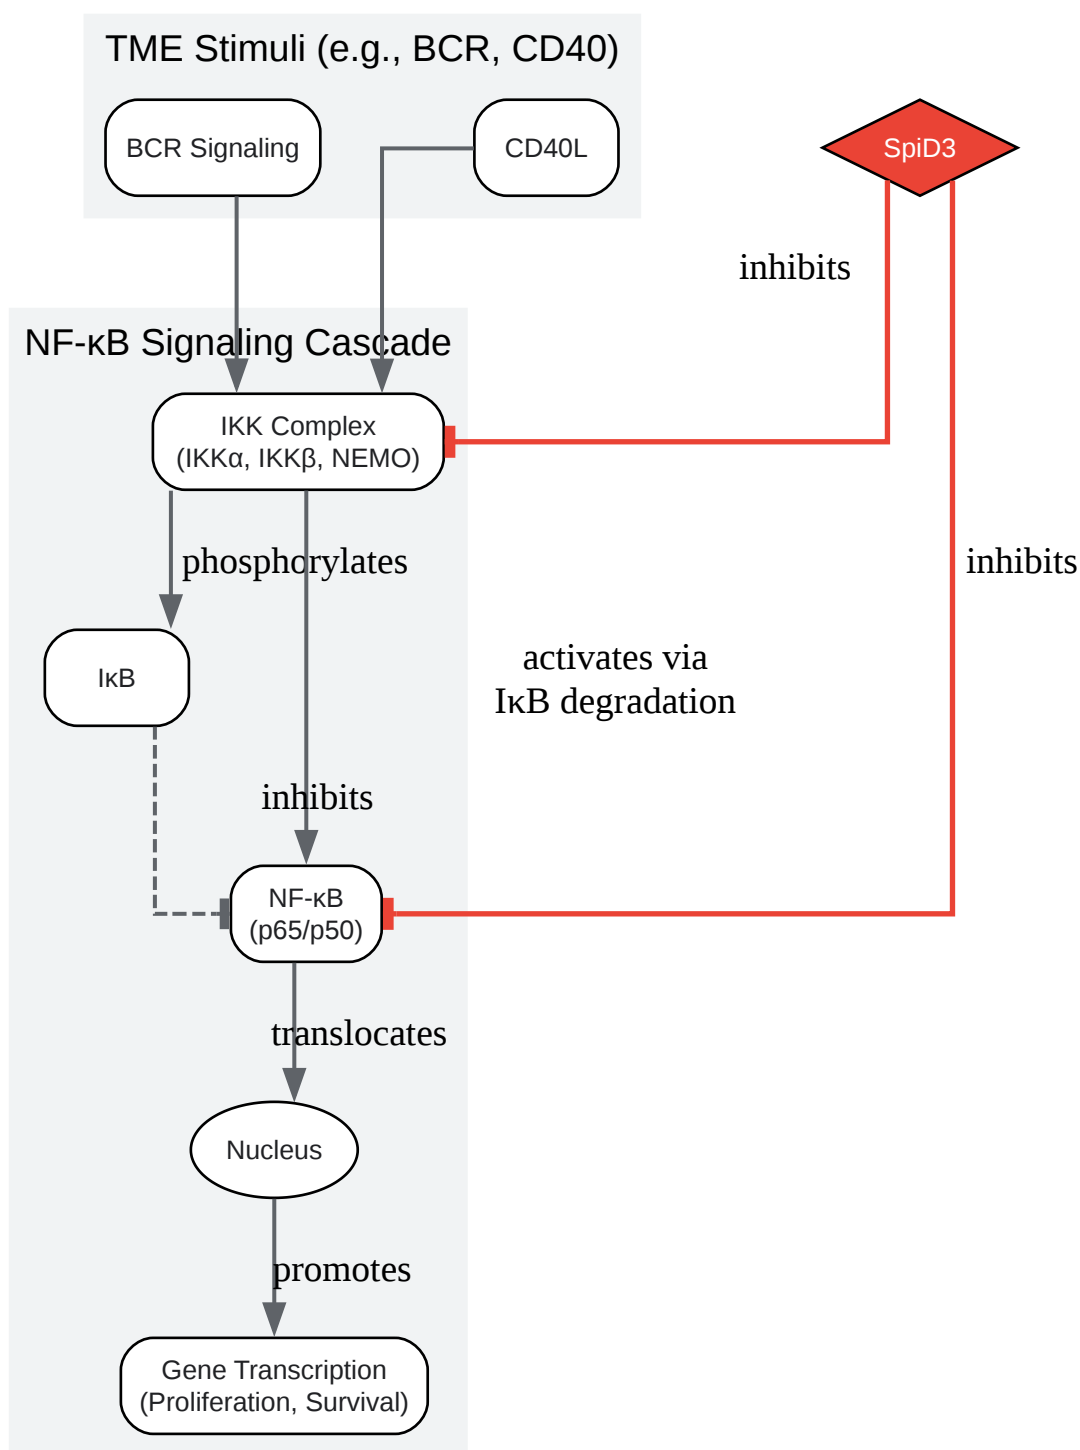 TME Stimuli (e.g., BCR, CD40)
BCR Signaling
CD40L
SpiD3
inhibits
NF-κB Signaling Cascade
IKK Complex
(IKKα, IKKβ, NEMO)
phosphorylates
inhibits
IκB
activates via
IκB degradation
inhibits
NF-κB
(p65/p50)
translocates
Nucleus
promotes
Gene Transcription
(Proliferation, Survival)